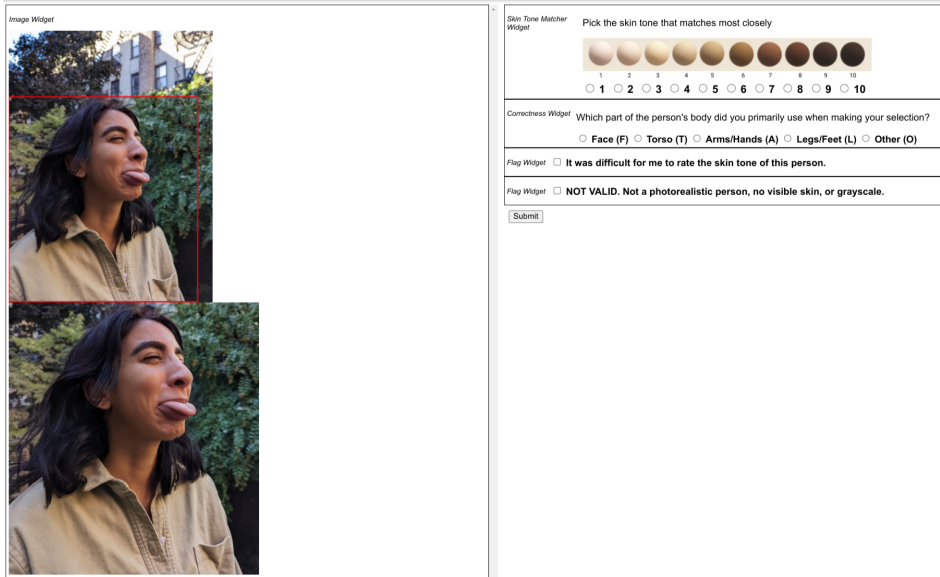 Image Widget
Skin Tone Matcher Widget
Pick the skin tone that matches most closely
1 2 3 4 5 6 7 8 9 10
1 2 3 4 5 6 7 8 9 10
Correctness Widget
Which part of the person's body did you primarily use when making your selection?
Face (F) Torso (T) Arms/Hands (A) Legs/Feet (L) Other (O)
Flag Widget It was difficult for me to rate the skin tone of this person.
Flag Widget NOT VALID. Not a photorealistic person, no visible skin, or grayscale.
Submit